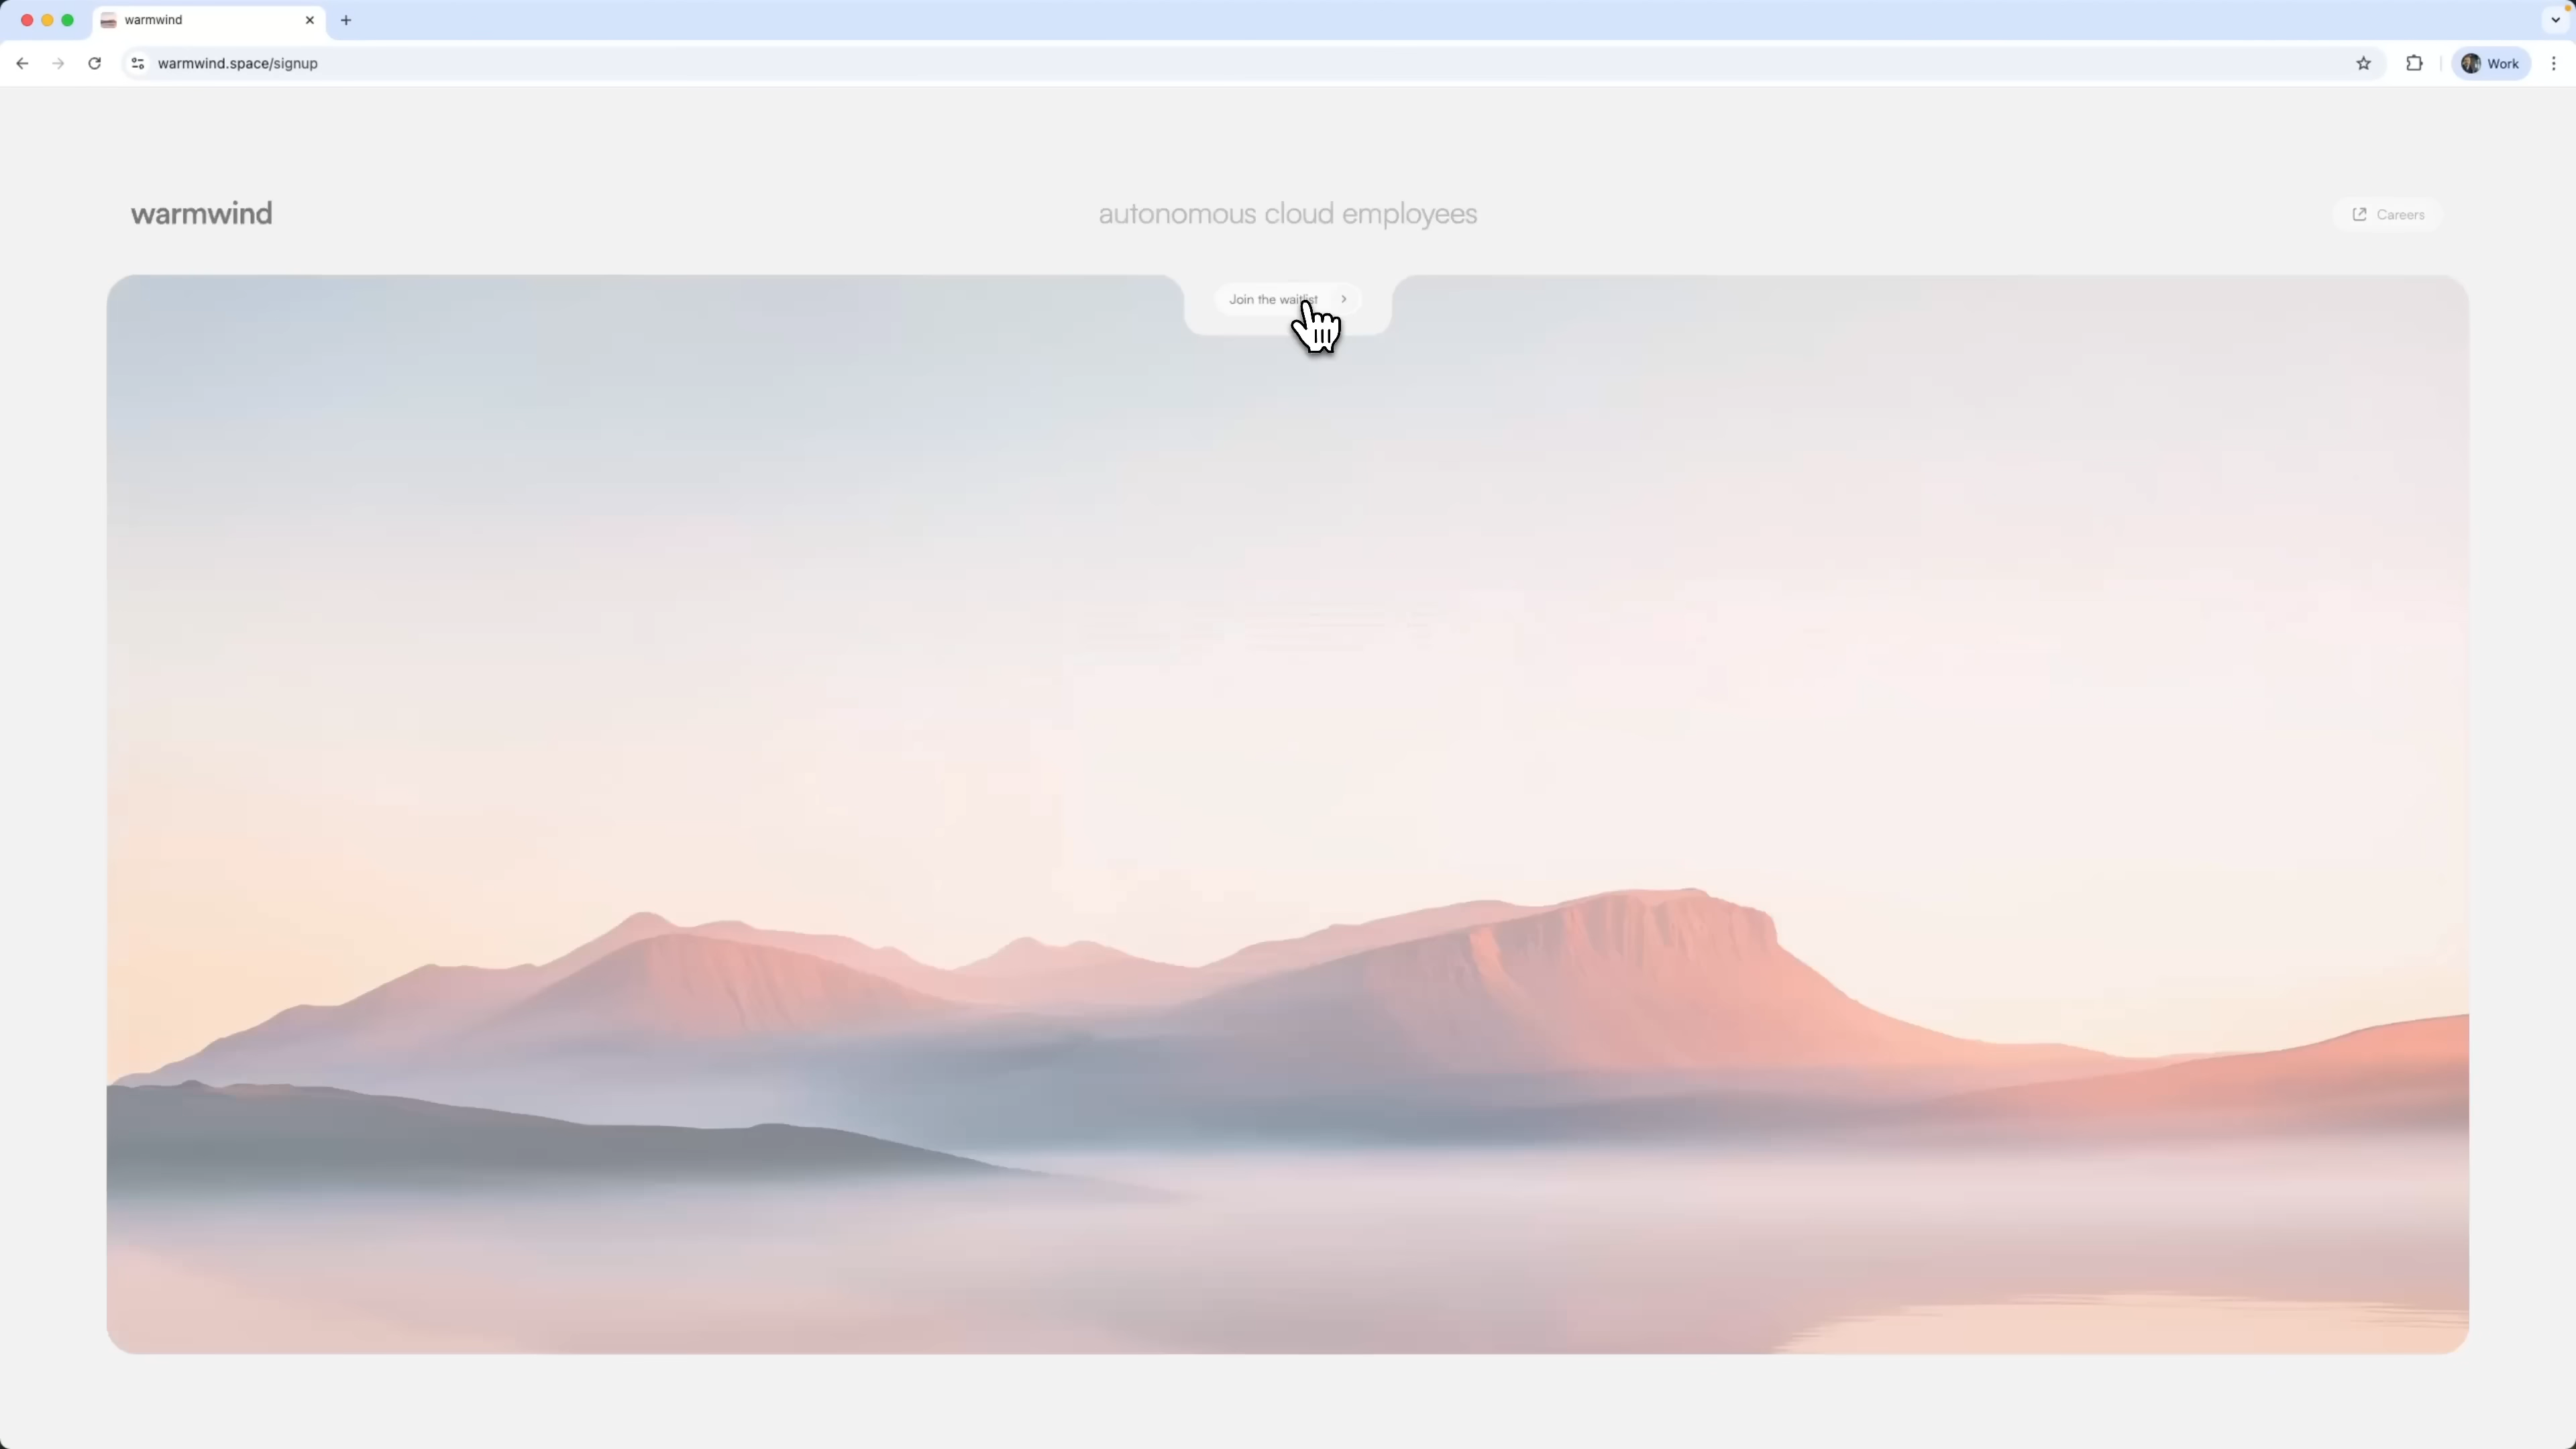 warmwind
warmwind.space/signup
Work
warmwind
autonomous cloud employees
Careers
Join the waitlist